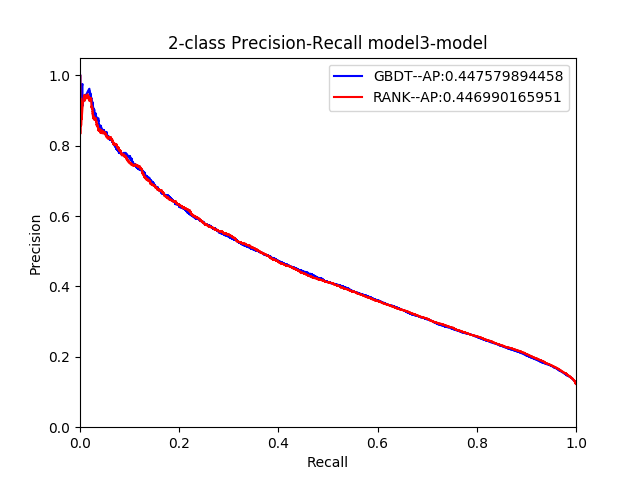 2-class Precision-Recall model3-model
GBDT--AP:0.447579894458
RANK--AP:0.446990165951
1.0
0.8
0.6
0.4
0.2
0.0
Precision
0.0 0.2 0.4 0.6 0.8 1.0
Recall